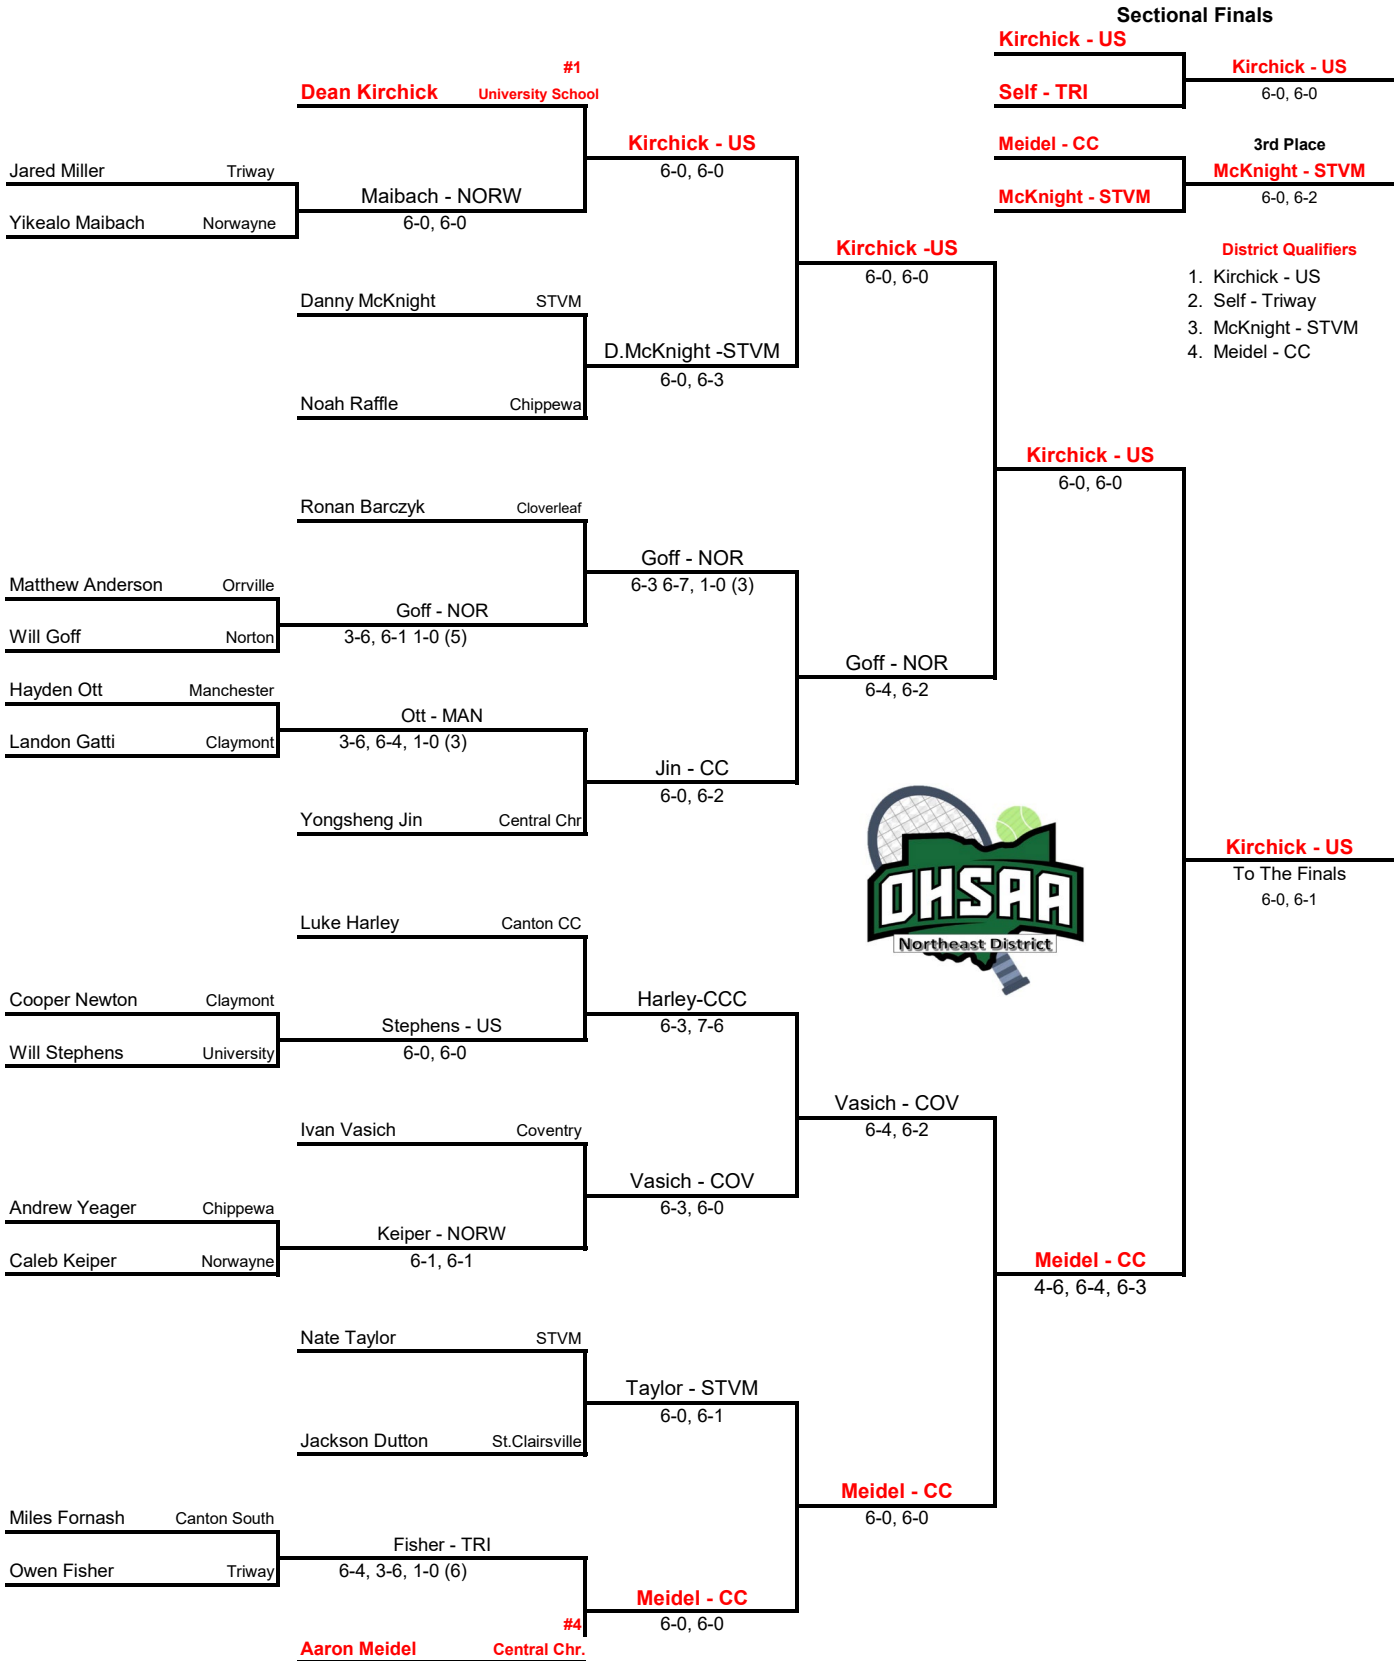 Sectional Finals
Kirchick - US
#1
Kirchick - US
Dean Kirchick University School
Self - TRI
6-0, 6-0
Kirchick - US
Meidel - CC
3rd Place
Jared Miller Triway
6-0, 6-0
McKnight - STVM
Maibach - NORW
McKnight - STVM
6-0, 6-2
Yikealo Maibach Norwayne
6-0, 6-0
Kirchick -US
District Qualifiers
6-0, 6-0
1. Kirchick - US
Danny McKnight STVM
2. Self - Triway
3. McKnight - STVM
D.McKnight -STVM
4. Meidel - CC
6-0, 6-3
Noah Raffle Chippewa
Kirchick - US
6-0, 6-0
Ronan Barczyk Cloverleaf
Goff - NOR
Matthew Anderson Orrville
6-3 6-7, 1-0 (3)
Goff - NOR
Will Goff Norton
3-6, 6-1 1-0 (5)
Goff - NOR
Hayden Ott Manchester
6-4, 6-2
Ott - MAN
Landon Gatti Claymont
3-6, 6-4, 1-0 (3)
Jin - CC
6-0, 6-2
Yongsheng Jin Central Chr
Kirchick - US
To The Finals
OHSAA
6-0, 6-1
Luke Harley Canton CC
Northeast District
Cooper Newton Claymont
Harley-CCC
Stephens - US
6-3, 7-6
Will Stephens University
6-0, 6-0
Vasich - COV
Ivan Vasich Coventry
6-4, 6-2
Vasich - COV
Andrew Yeager Chippewa
6-3, 6-0
Keiper - NORW
Caleb Keiper Norwayne
6-1, 6-1
Meidel - CC
4-6, 6-4, 6-3
Nate Taylor STVM
Taylor - STVM
6-0, 6-1
Jackson Dutton St.Clairsville
Meidel - CC
Miles Fornash Canton South
6-0, 6-0
Fisher - TRI
Owen Fisher Triway
6-4, 3-6, 1-0 (6)
Meidel - CC
#4
6-0, 6-0
Aaron Meidel Central Chr.